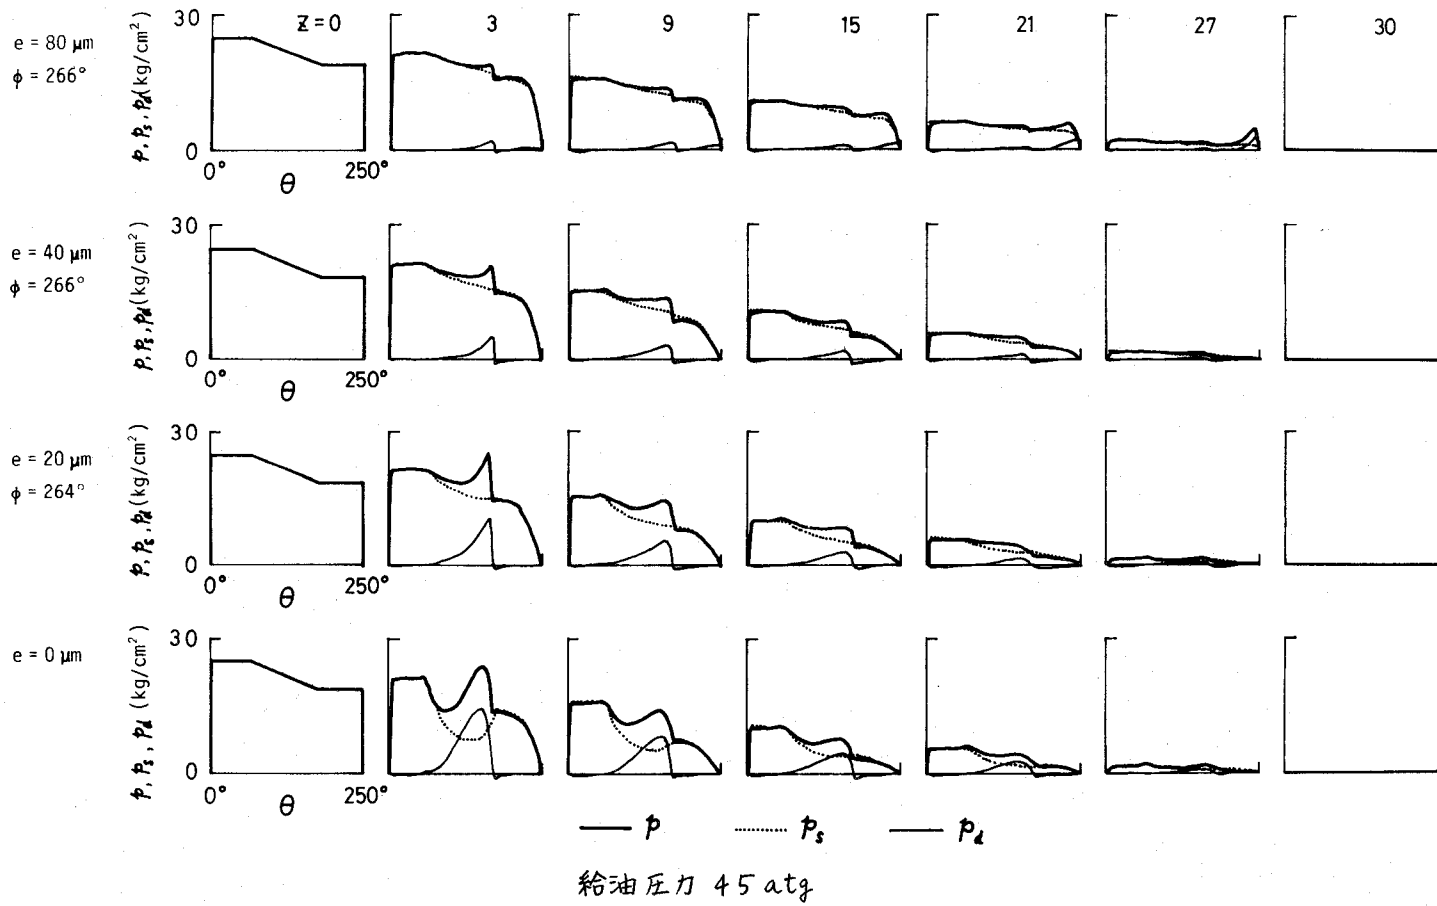 30 z=0 3 9 15 21 27 30
e = 80 μm
φ = 266°
p, ps, pd (kg/cm²)
0
0° θ 250°
30
e = 40 μm
φ = 266°
p, ps, pd (kg/cm²)
0
0° θ 250°
30
e = 20 μm
φ = 264°
p, ps, pd (kg/cm²)
0
0° θ 250°
30
e = 0 μm
p, ps, pd (kg/cm²)
0
0° θ 250°
p ps pd
給油圧力 45 atg